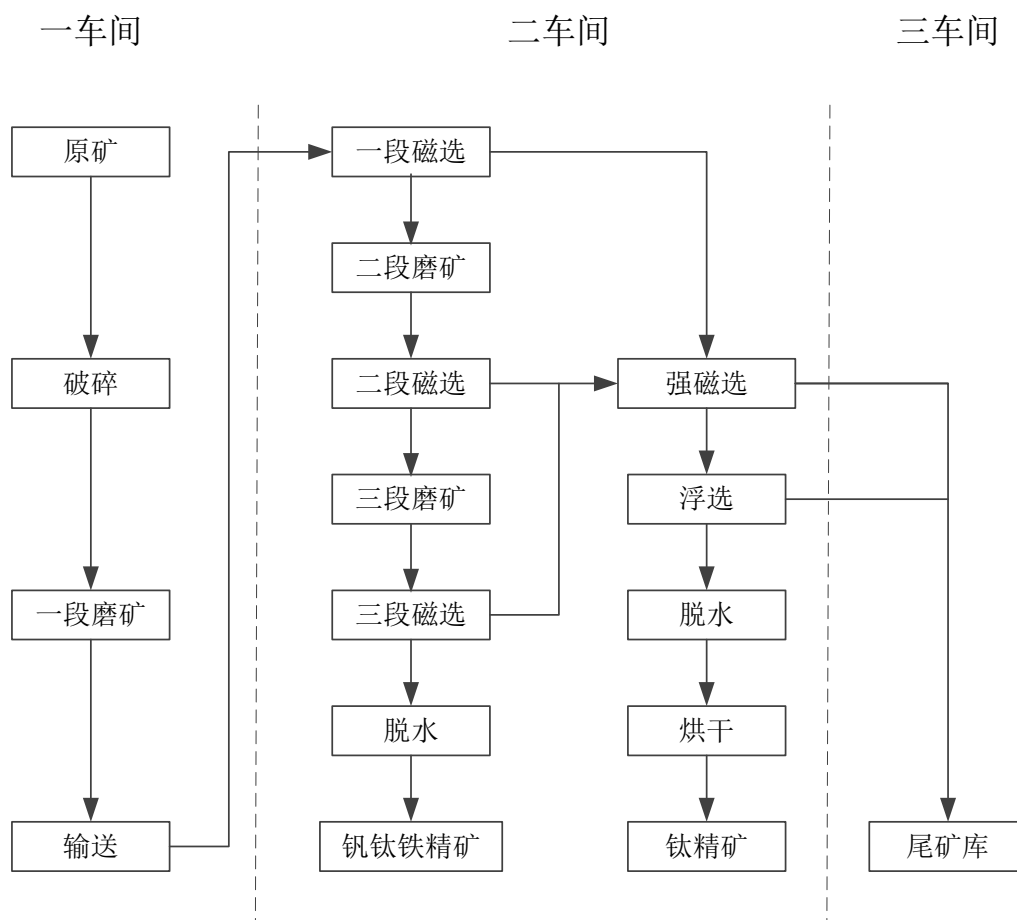 一车间
二车间
三车间
原矿
破碎
一段磨矿
输送
一段磁选
二段磨矿
二段磁选
三段磨矿
三段磁选
脱水
钒钛铁精矿
强磁选
浮选
脱水
烘干
钛精矿
尾矿库